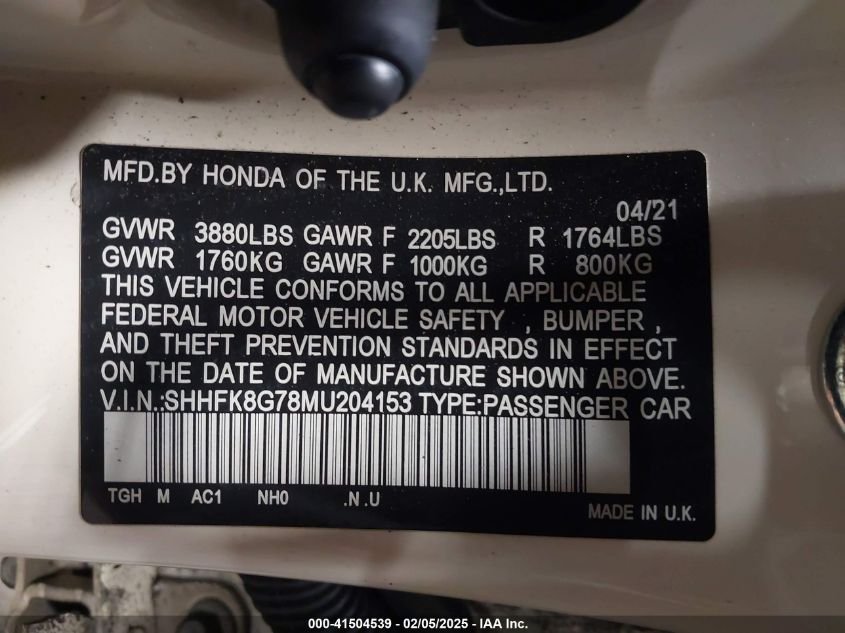 MFD.BY HONDA OF THE U.K. MFG.,LTD.
04/21
GVWR 3880LBS GAWR F 2205LBS R 1764LBS
GVWR 1760KG GAWR F 1000KG R 800KG
THIS VEHICLE CONFORMS TO ALL APPLICABLE
FEDERAL MOTOR VEHICLE SAFETY , BUMPER ,
AND THEFT PREVENTION STANDARDS IN EFFECT
ON THE DATE OF MANUFACTURE SHOWN ABOVE.
V.I.N.:SHHFK8G78MU204153 TYPE:PASSENGER CAR
TGH M AC1 NH0 .N .U
MADE IN U.K.
000-41504539 - 02/05/2025 - IAA Inc.